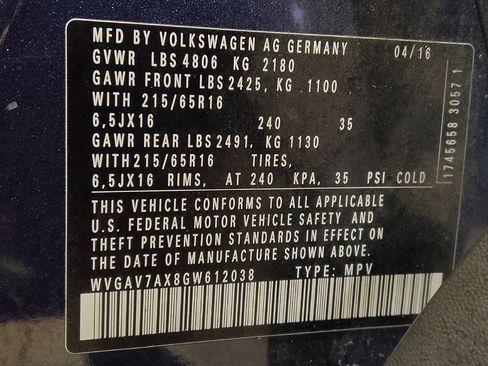 MFD BY VOLKSWAGEN AG GERMANY 04/16
GVWR LBS 4806 KG 2180
GAWR FRONT LBS 2425, KG 1100
WITH 215/65R16
6,5JX16 240 35
GAWR REAR LBS 2491, KG 1130
WITH 215/65R16 TIRES,
6,5JX16 RIMS, AT 240 KPA, 35 PSI COLD
THIS VEHICLE CONFORMS TO ALL APPLICABLE
U.S. FEDERAL MOTOR VEHICLE SAFETY AND
THEFT PREVENTION STANDARDS IN EFFECT ON
THE DATE OF MANUFACTURE SHOWN ABOVE.
WVGAV7AX8GW612038 TYPE: MPV
1745658 3057 1